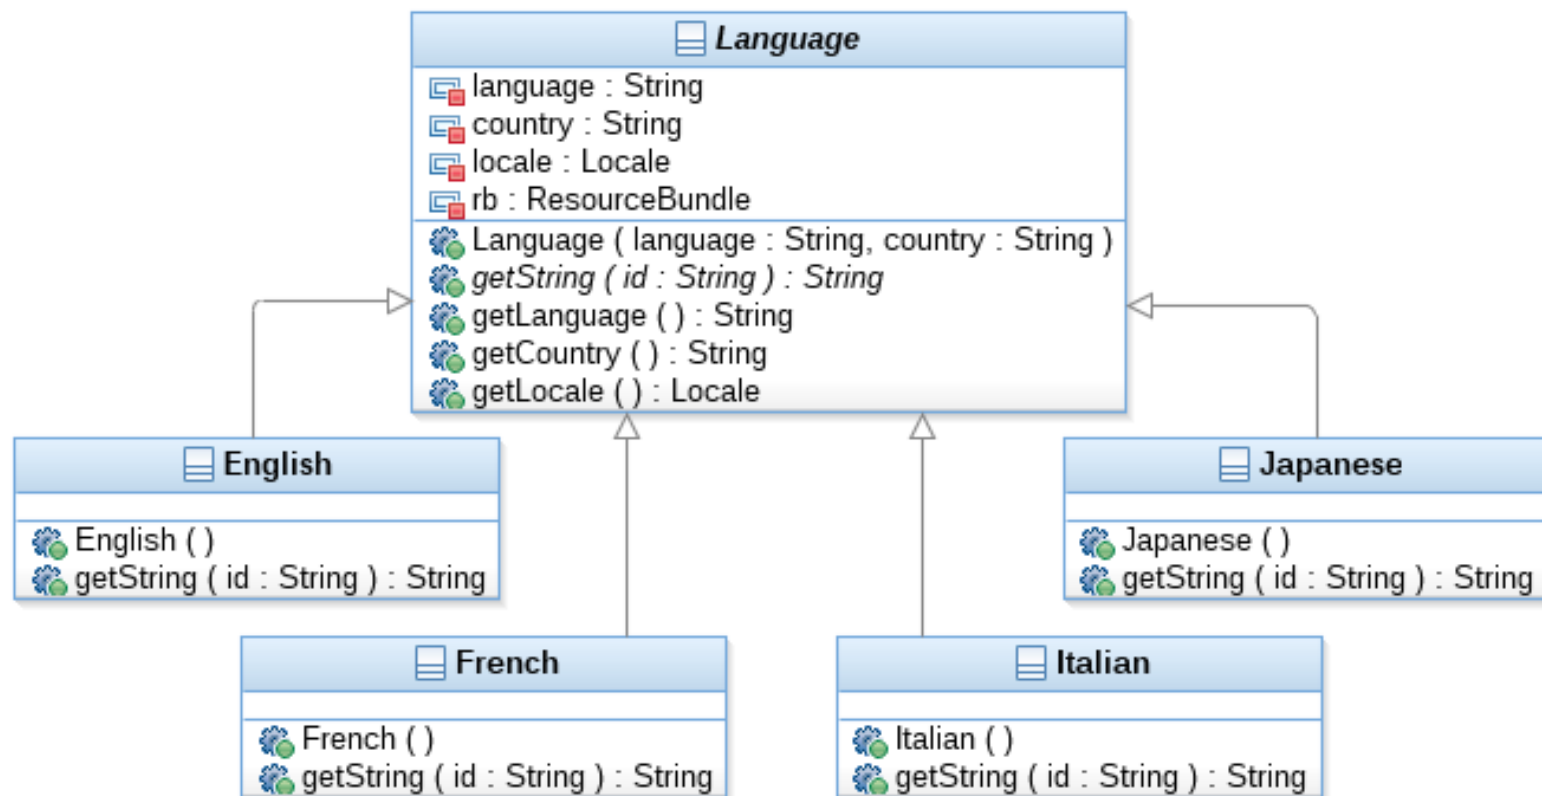 Language
language : String
country : String
locale : Locale
rb : ResourceBundle
Language ( language : String, country : String )
getString ( id : String ) : String
getLanguage ( ) : String
getCountry ( ) : String
getLocale ( ) : Locale
English
English ( )
getString ( id : String ) : String
Japanese
Japanese ( )
getString ( id : String ) : String
French
French ( )
getString ( id : String ) : String
Italian
Italian ( )
getString ( id : String ) : String